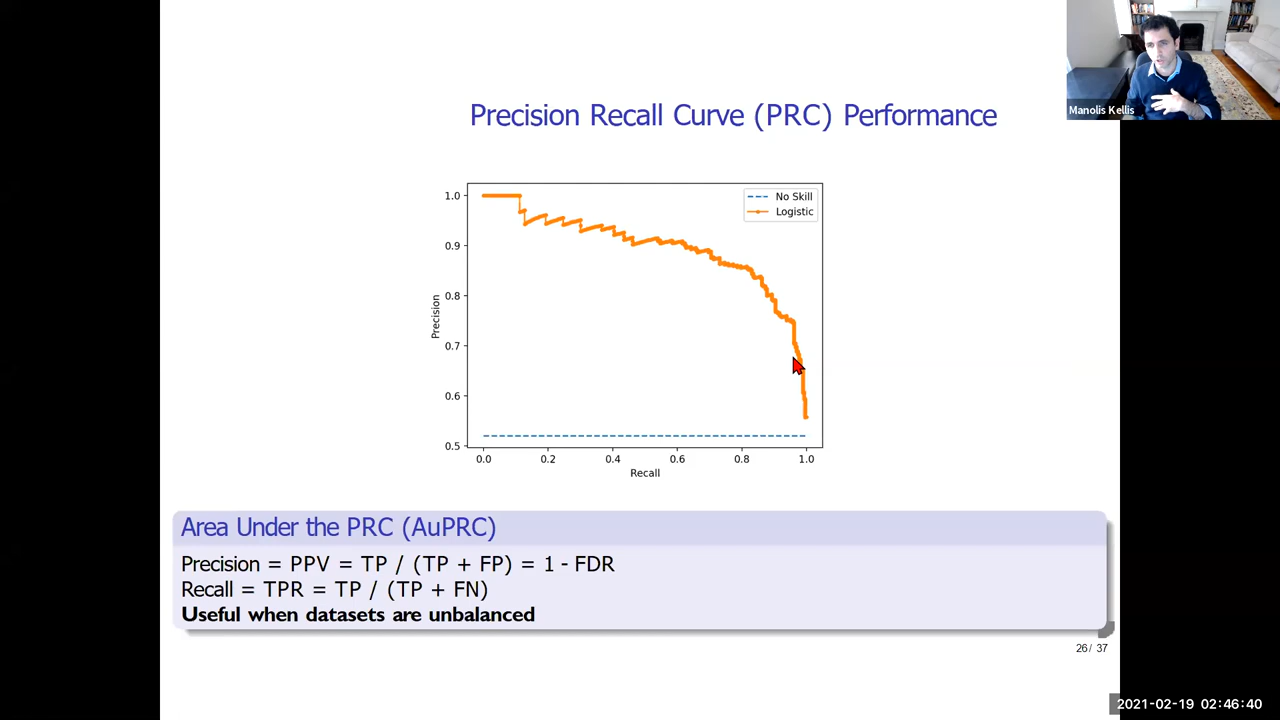 Manolis Kellis
Precision Recall Curve (PRC) Performance
1.0
0.9
0.8
0.7
0.6
0.5
Precision
No Skill
Logistic
0.0 0.2 0.4 0.6 0.8 1.0
Recall
Area Under the PRC (AuPRC)
Precision = PPV = TP / (TP + FP) = 1 - FDR
Recall = TPR = TP / (TP + FN)
Useful when datasets are unbalanced
26 / 37
2021-02-19 02:46:40